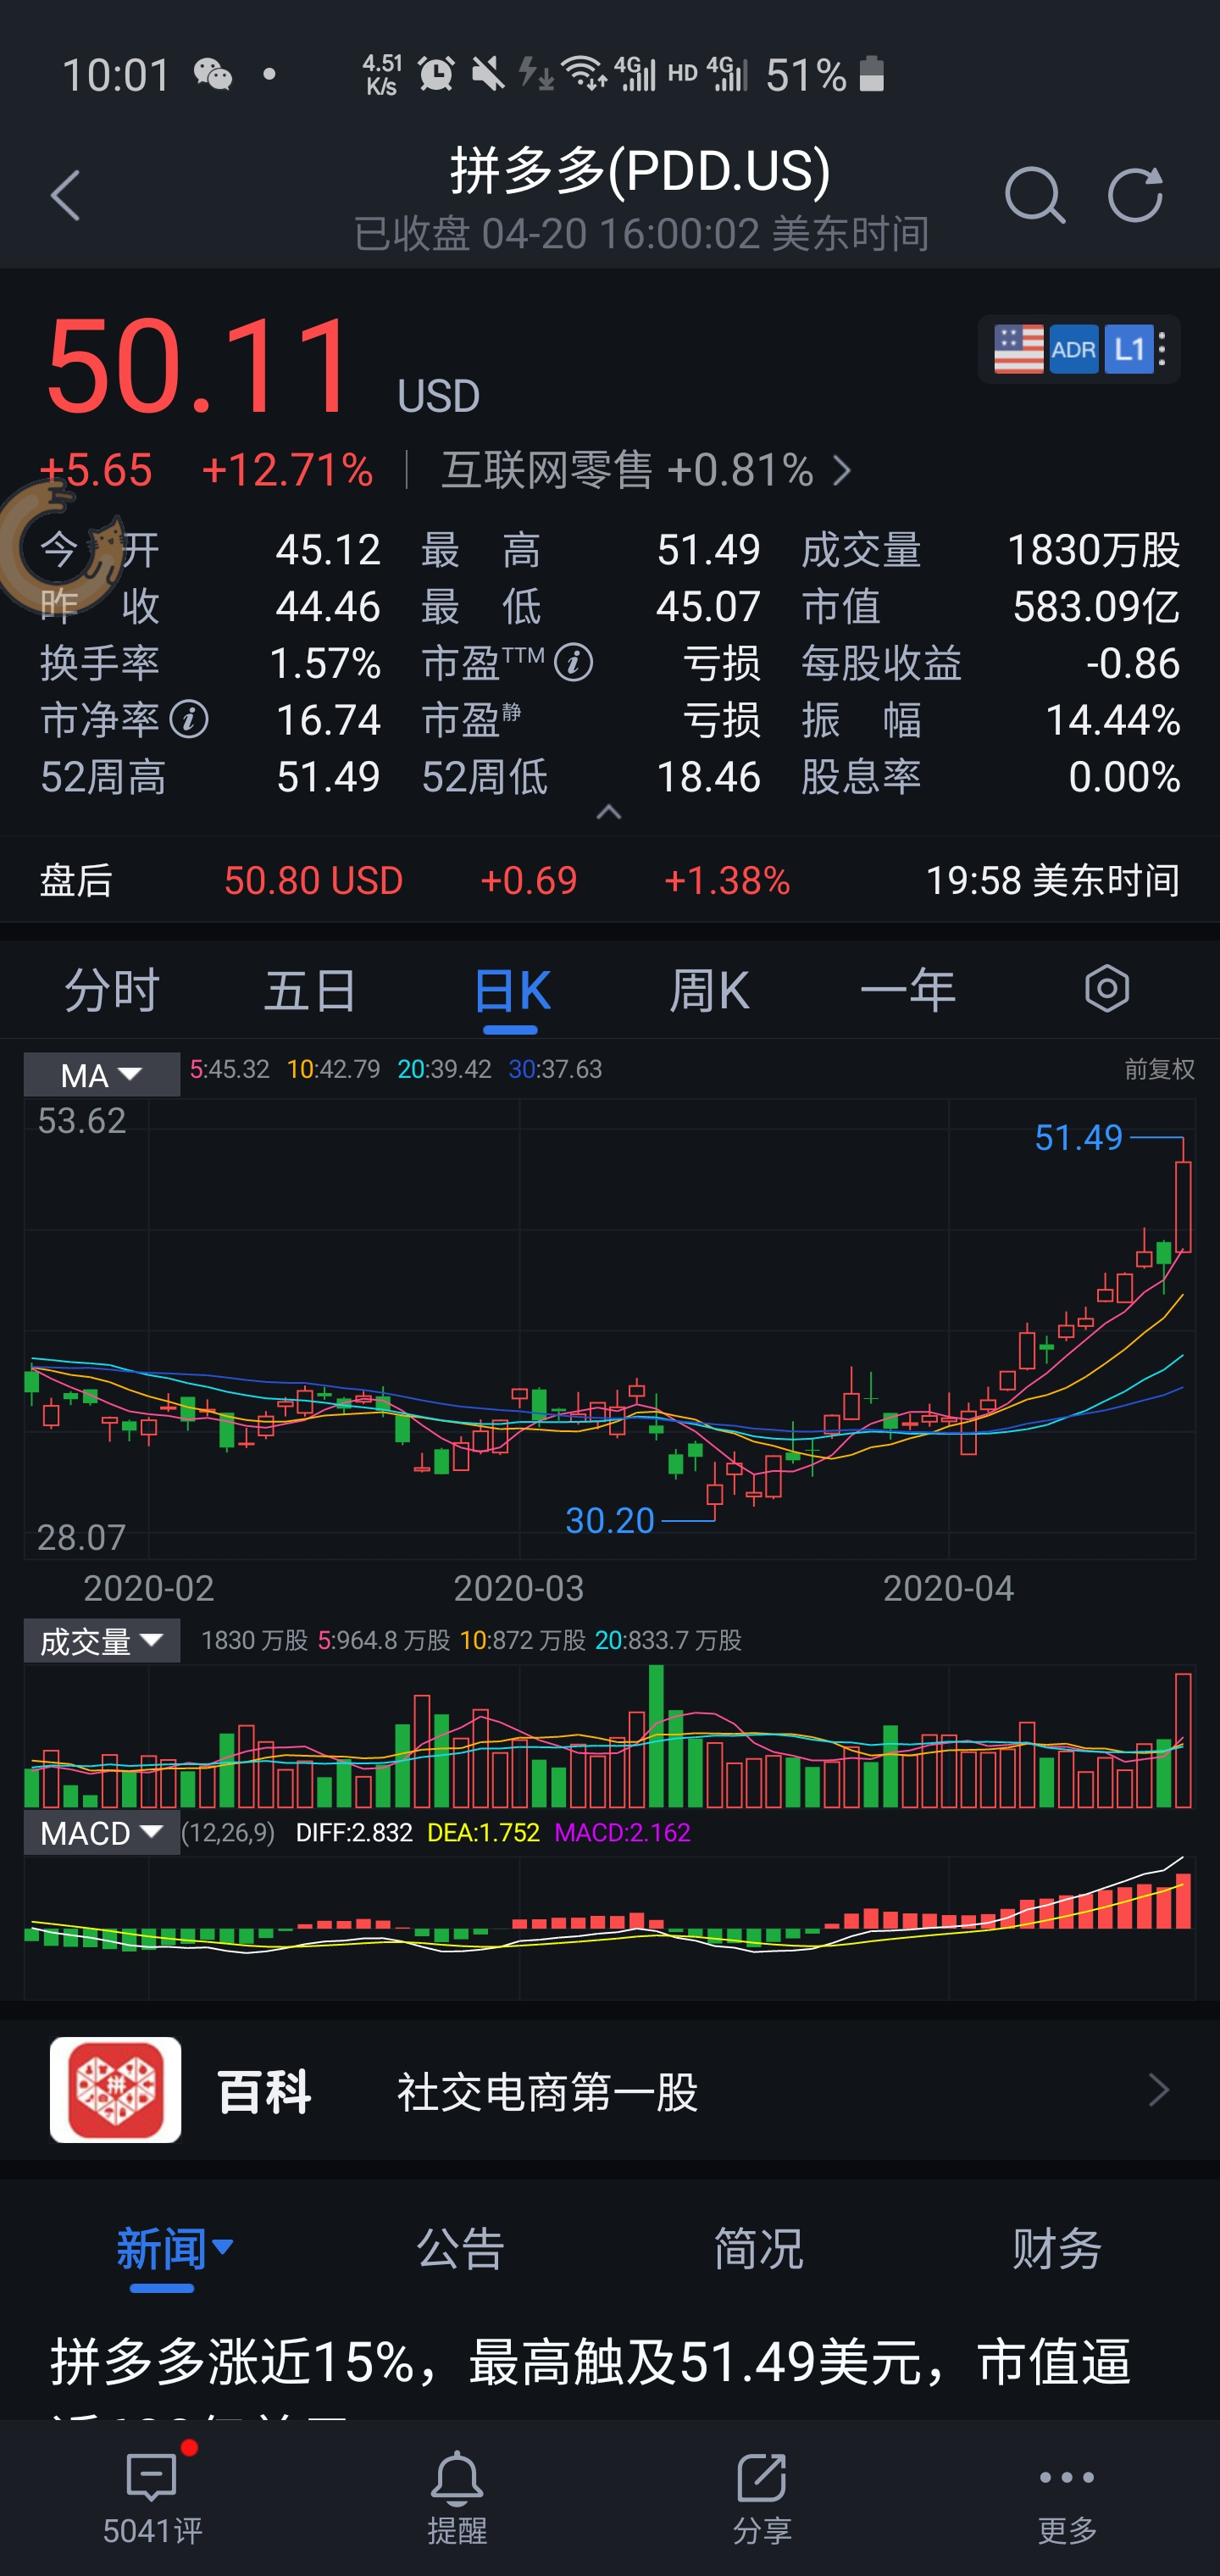 10:01 4.51 K/s 4G HD 4G 51%
拼多多(PDD.US)
已收盘 04-20 16:00:02 美东时间
50.11 USD ADR L1
+5.65 +12.71% 互联网零售 +0.81%
今 开 45.12 最 高 51.49 成交量 1830万股
昨 收 44.46 最 低 45.07 市值 583.09亿
换手率 1.57% 市盈TTM i 亏损 每股收益 -0.86
市净率 i 16.74 市盈静 亏损 振 幅 14.44%
52周高 51.49 52周低 18.46 股息率 0.00%
盘后 50.80 USD +0.69 +1.38% 19:58 美东时间
分时 五日 日K 周K 一年
MA 5:45.32 10:42.79 20:39.42 30:37.63 前复权
53.62
51.49
30.20
28.07
2020-02 2020-03 2020-04
成交量 1830 万股 5:964.8 万股 10:872 万股 20:833.7 万股
MACD (12,26,9) DIFF:2.832 DEA:1.752 MACD:2.162
拼 百科 社交电商第一股
新闻 公告 简况 财务
拼多多涨近15%，最高触及51.49美元，市值逼
5041评 提醒 分享 更多